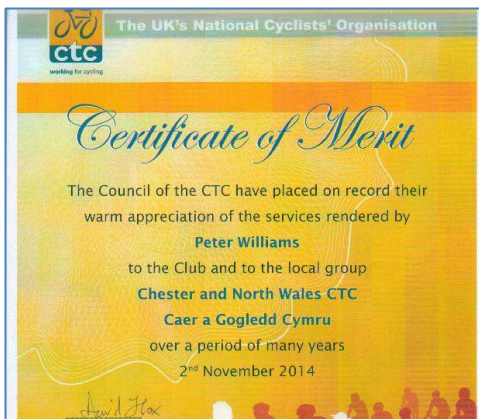 The UK's National Cyclists' Organisation
ctc
working for cycling
Certificate of Merit
The Council of the CTC have placed on record their
warm appreciation of the services rendered by
Peter Williams
to the Club and to the local group
Chester and North Wales CTC
Caer a Gogledd Cymru
over a period of many years
2nd November 2014